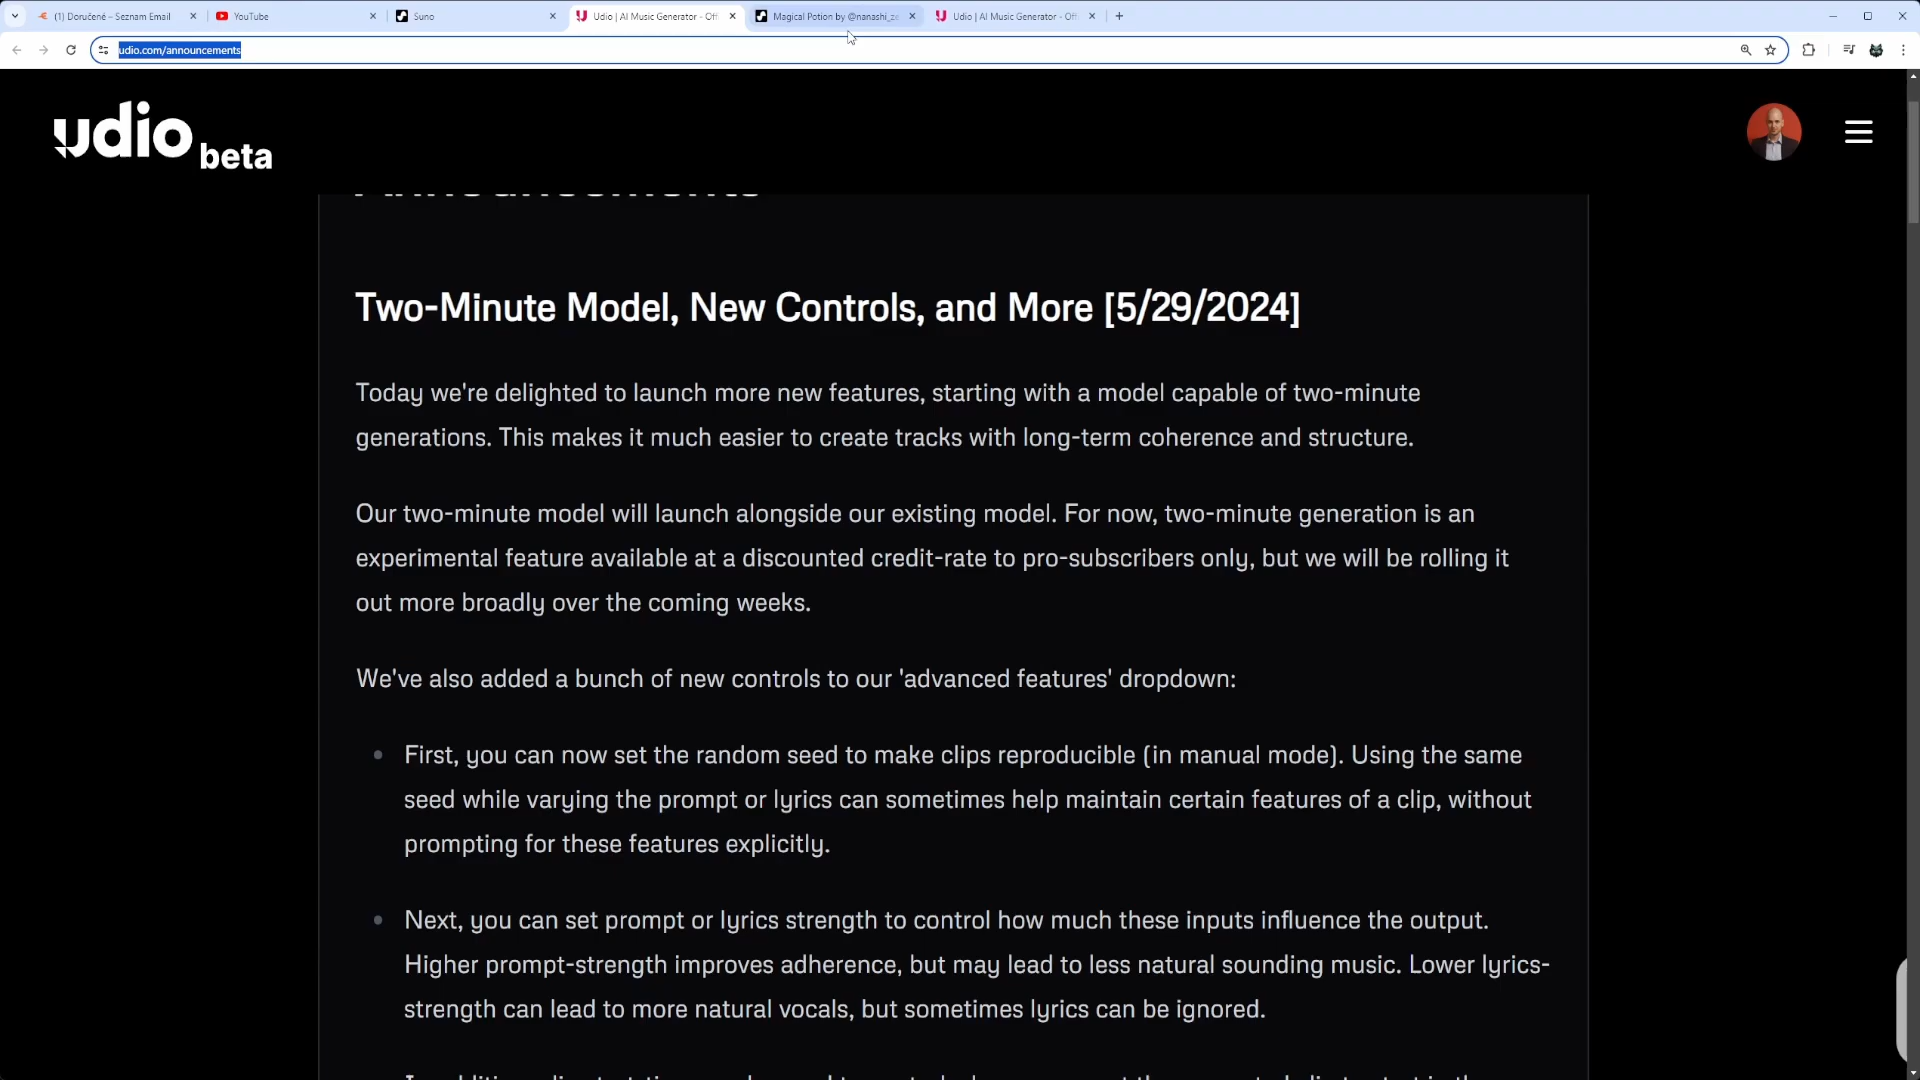 (1) Doručené – Seznam Email
YouTube
Suno
Udio | AI Music Generator - Off
Magical Potion by @nanashi_ze
Udio | AI Music Generator - Off
udio.com/announcements
udio beta
Announcements
Two-Minute Model, New Controls, and More [5/29/2024]
Today we're delighted to launch more new features, starting with a model capable of two-minute
generations. This makes it much easier to create tracks with long-term coherence and structure.
Our two-minute model will launch alongside our existing model. For now, two-minute generation is an
experimental feature available at a discounted credit-rate to pro-subscribers only, but we will be rolling it
out more broadly over the coming weeks.
We've also added a bunch of new controls to our 'advanced features' dropdown:
First, you can now set the random seed to make clips reproducible (in manual mode). Using the same
seed while varying the prompt or lyrics can sometimes help maintain certain features of a clip, without
prompting for these features explicitly.
Next, you can set prompt or lyrics strength to control how much these inputs influence the output.
Higher prompt-strength improves adherence, but may lead to less natural sounding music. Lower lyrics-
strength can lead to more natural vocals, but sometimes lyrics can be ignored.